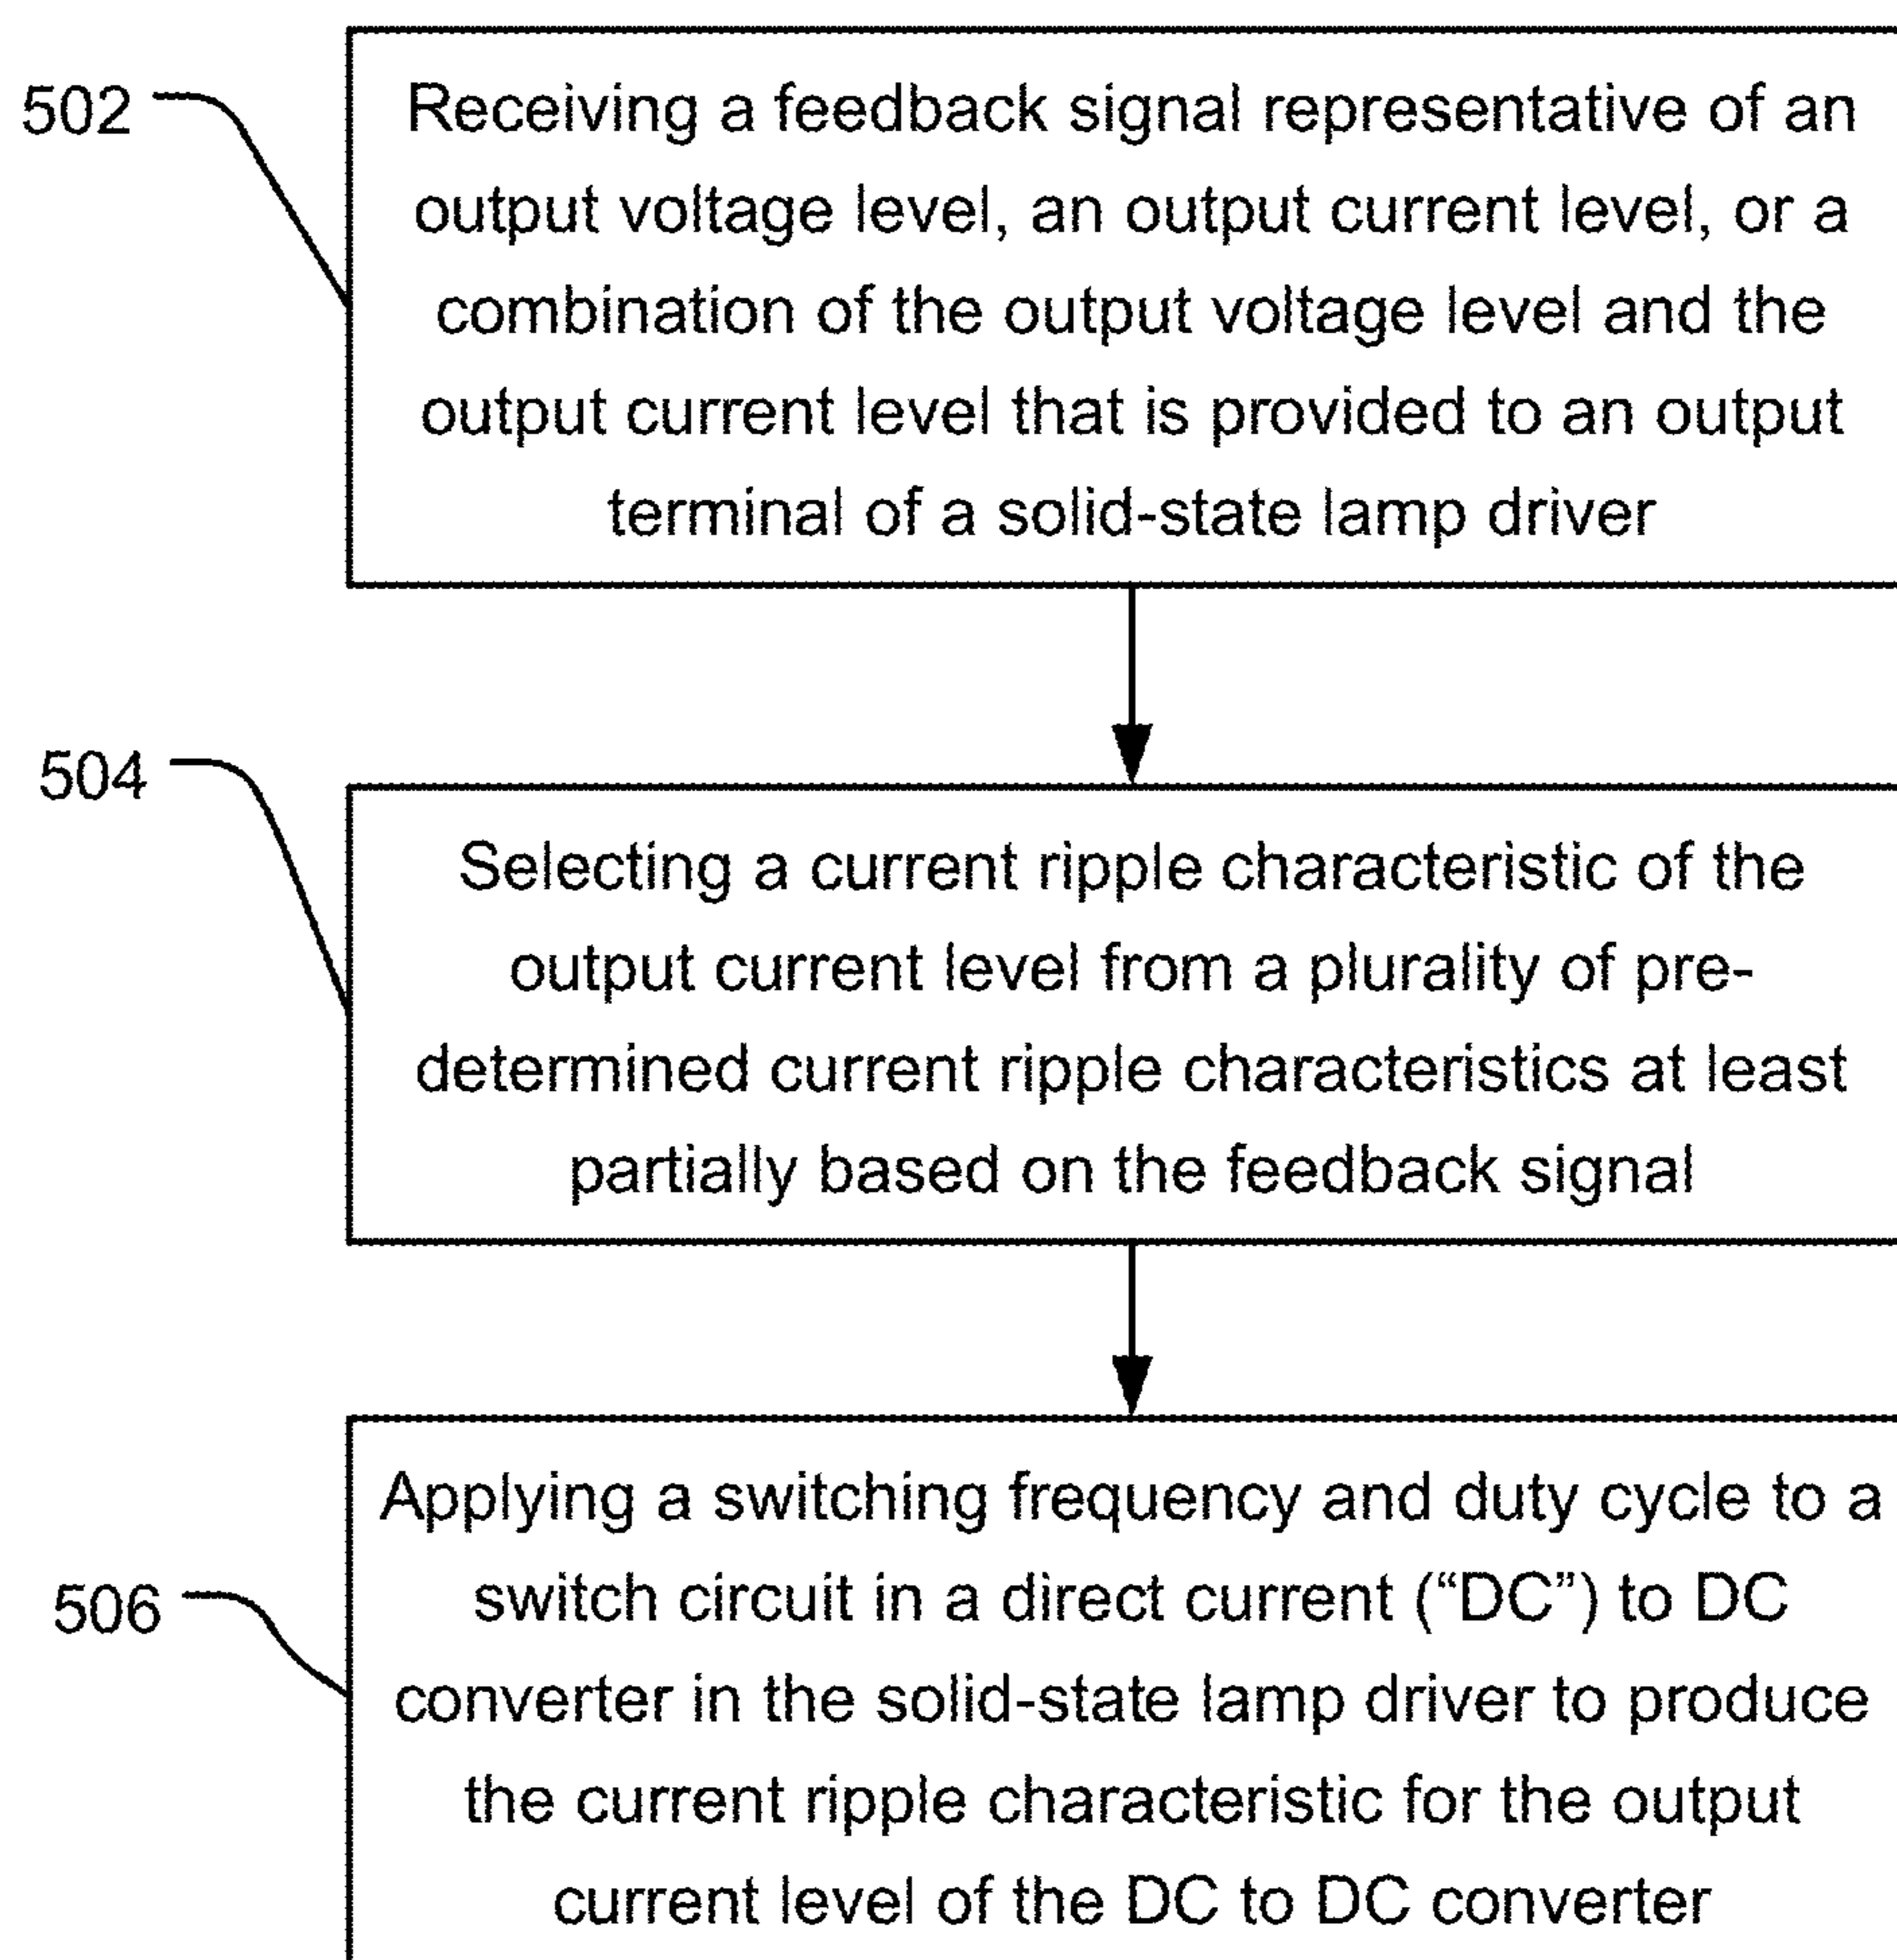 502
Receiving a feedback signal representative of an
output voltage level, an output current level, or a
combination of the output voltage level and the
output current level that is provided to an output
terminal of a solid-state lamp driver
504
Selecting a current ripple characteristic of the
output current level from a plurality of pre-
determined current ripple characteristics at least
partially based on the feedback signal
506
Applying a switching frequency and duty cycle to a
switch circuit in a direct current (“DC”) to DC
converter in the solid-state lamp driver to produce
the current ripple characteristic for the output
current level of the DC to DC converter